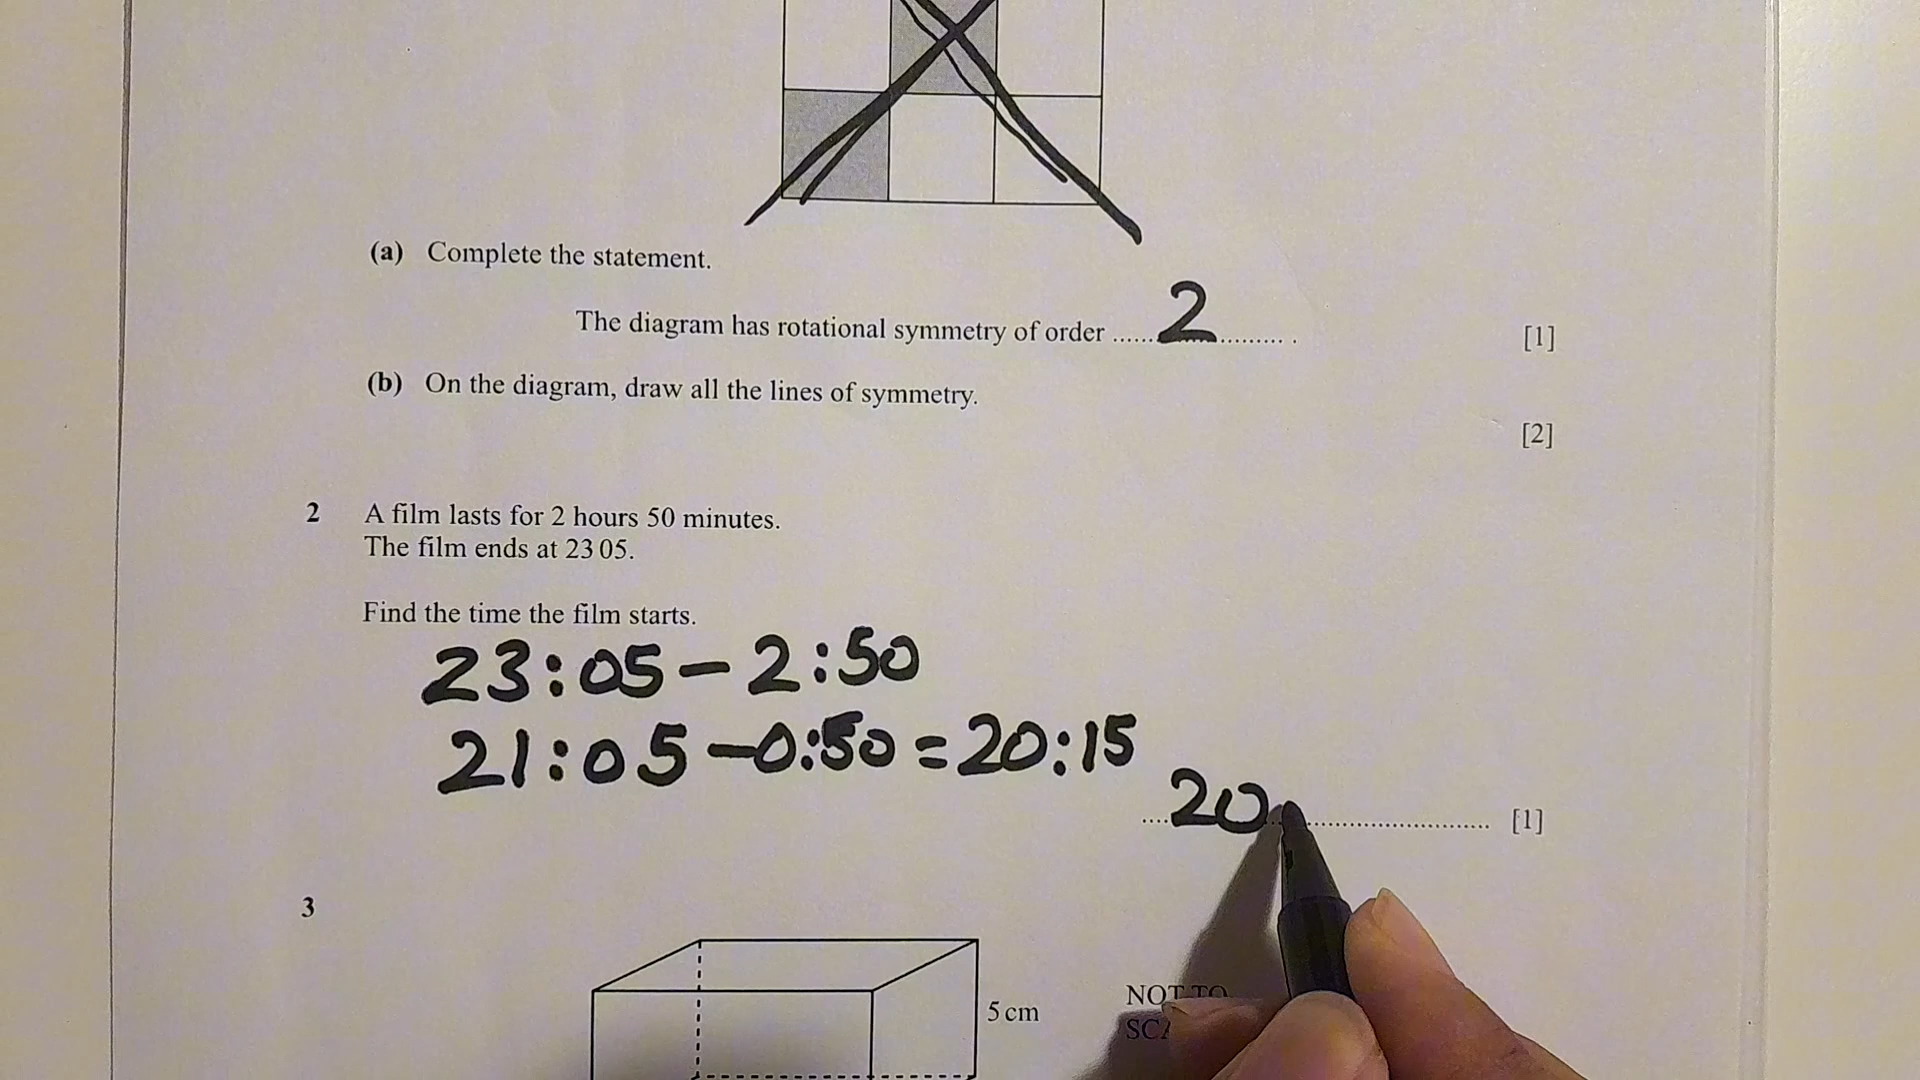 (a) Complete the statement.
The diagram has rotational symmetry of order ......2.......... . [1]
(b) On the diagram, draw all the lines of symmetry.
[2]
2 A film lasts for 2 hours 50 minutes.
The film ends at 23 05.
Find the time the film starts.
23:05 - 2:50
21:05 - 0:50 = 20:15
....20.............................. [1]
3
5 cm
NOT TO